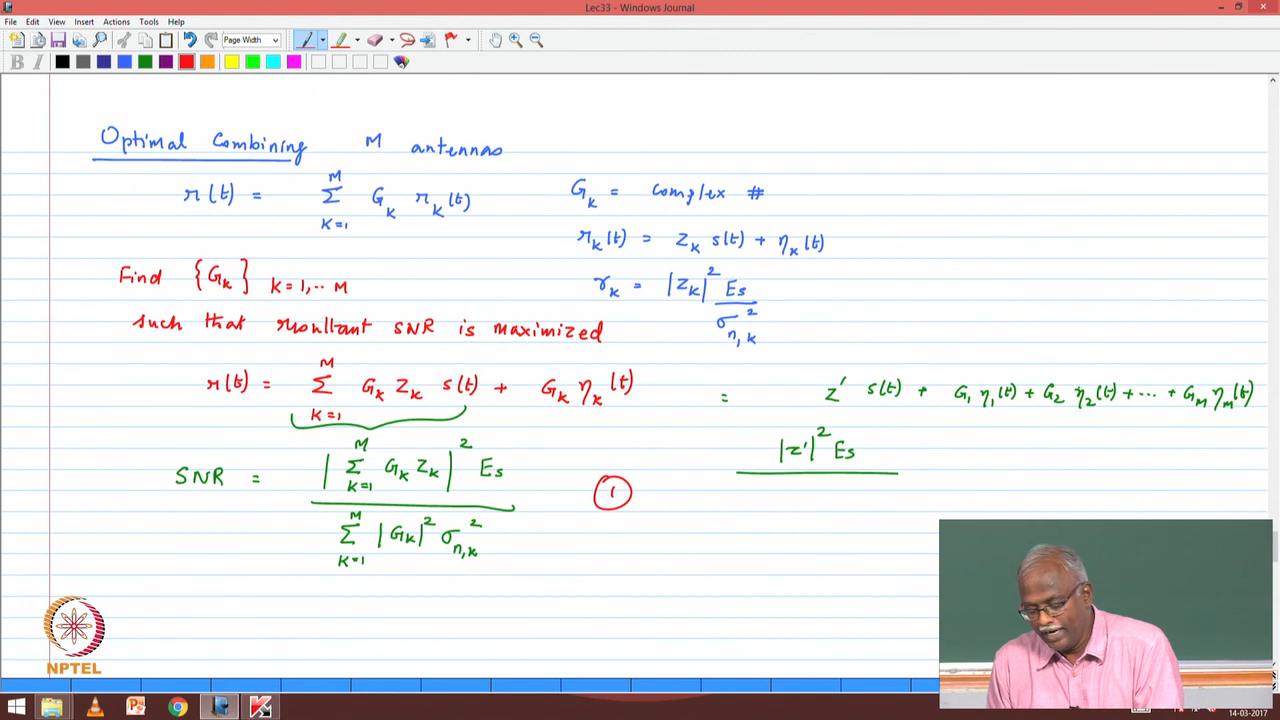 Lec33 - Windows Journal
File Edit View Insert Actions Tools Help
Page Width
Optimal Combining M antennas
r(t) = Σ_{k=1}^{M} G_k r_k(t)
G_k = complex #
r_k(t) = z_k s(t) + η_k(t)
Find {G_k} k=1,.. M
γ_k = |z_k|² Es / σ_{n,k}²
such that resultant SNR is maximized
r(t) = Σ_{k=1}^{M} G_k z_k s(t) + G_k η_k(t) = z' s(t) + G_1 η_1(t) + G_2 η_2(t) + ... + G_M η_M(t)
SNR = |Σ_{k=1}^{M} G_k z_k|² Es / Σ_{k=1}^{M} |G_k|² σ_{n,k}² ①
|z'|² Es
NPTEL
14-03-2017